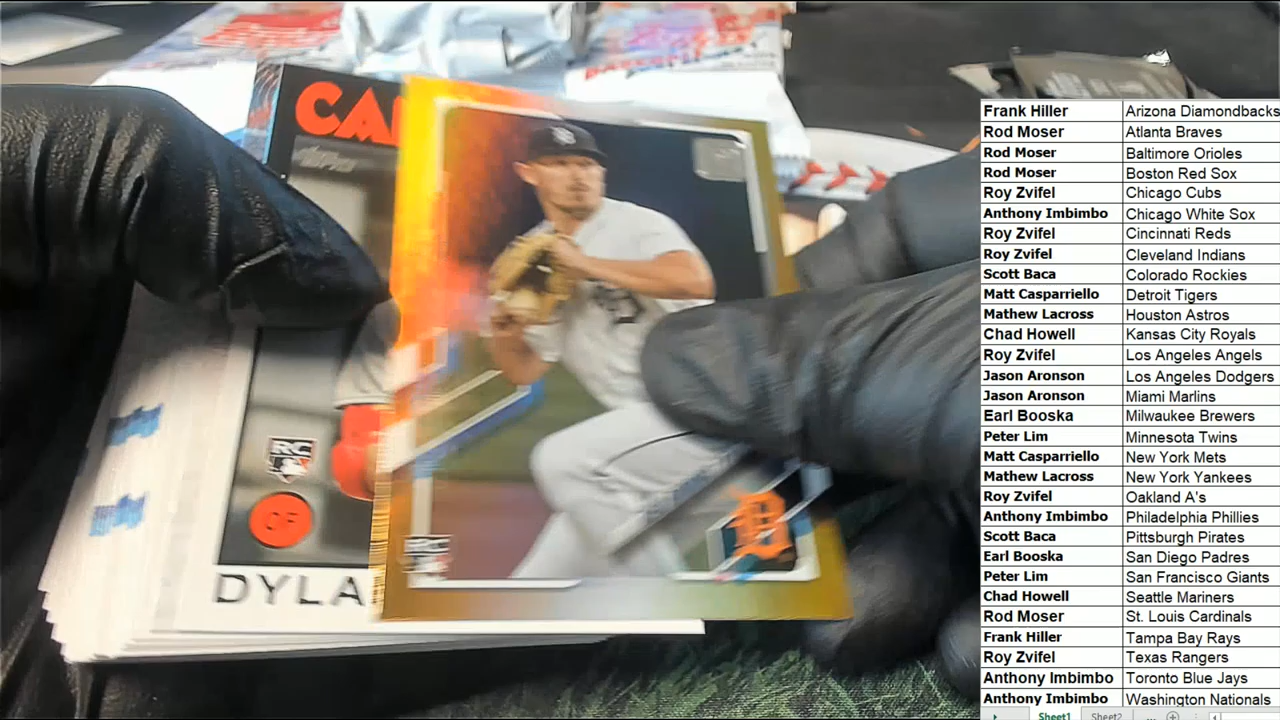 CA
RC
CF
DYLA
RC
D
Frank Hiller Arizona Diamondbacks
Rod Moser Atlanta Braves
Rod Moser Baltimore Orioles
Rod Moser Boston Red Sox
Roy Zvifel Chicago Cubs
Anthony Imbimbo Chicago White Sox
Roy Zvifel Cincinnati Reds
Roy Zvifel Cleveland Indians
Scott Baca Colorado Rockies
Matt Casparriello Detroit Tigers
Mathew Lacross Houston Astros
Chad Howell Kansas City Royals
Roy Zvifel Los Angeles Angels
Jason Aronson Los Angeles Dodgers
Jason Aronson Miami Marlins
Earl Booska Milwaukee Brewers
Peter Lim Minnesota Twins
Matt Casparriello New York Mets
Mathew Lacross New York Yankees
Roy Zvifel Oakland A's
Anthony Imbimbo Philadelphia Phillies
Scott Baca Pittsburgh Pirates
Earl Booska San Diego Padres
Peter Lim San Francisco Giants
Chad Howell Seattle Mariners
Rod Moser St. Louis Cardinals
Frank Hiller Tampa Bay Rays
Roy Zvifel Texas Rangers
Anthony Imbimbo Toronto Blue Jays
Anthony Imbimbo Washington Nationals
Sheet1 Sheet2 ...